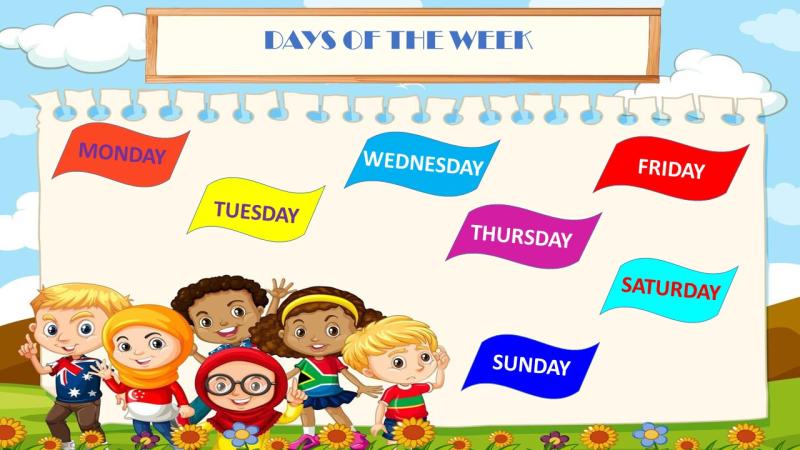 DAYS OF THE WEEK
MONDAY
TUESDAY
WEDNESDAY
THURSDAY
FRIDAY
SATURDAY
SUNDAY